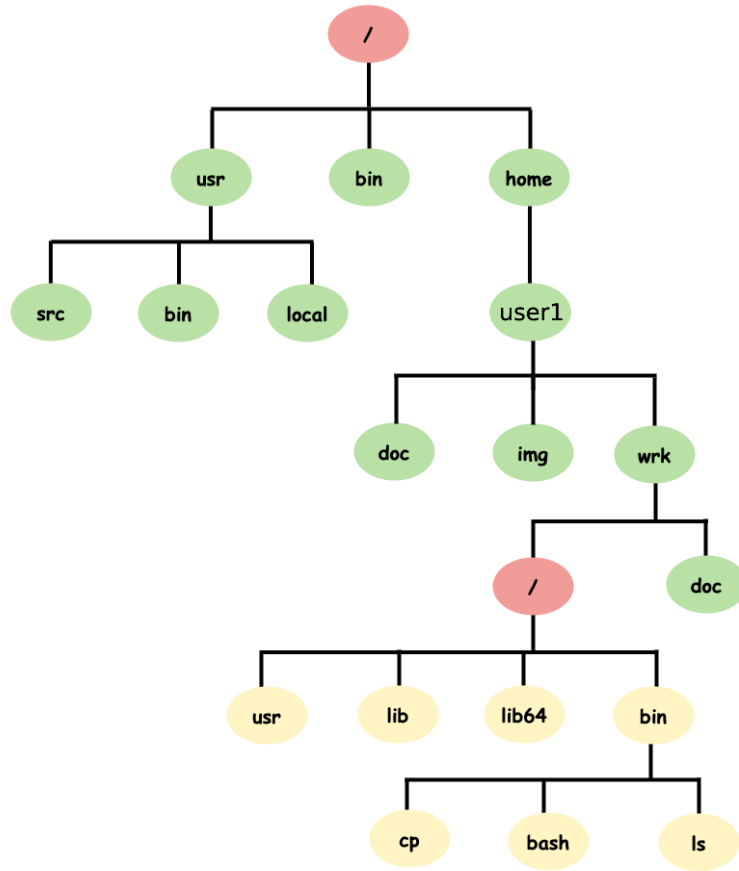 /
usr
bin
home
src
bin
local
user1
doc
img
wrk
/
doc
usr
lib
lib64
bin
cp
bash
ls